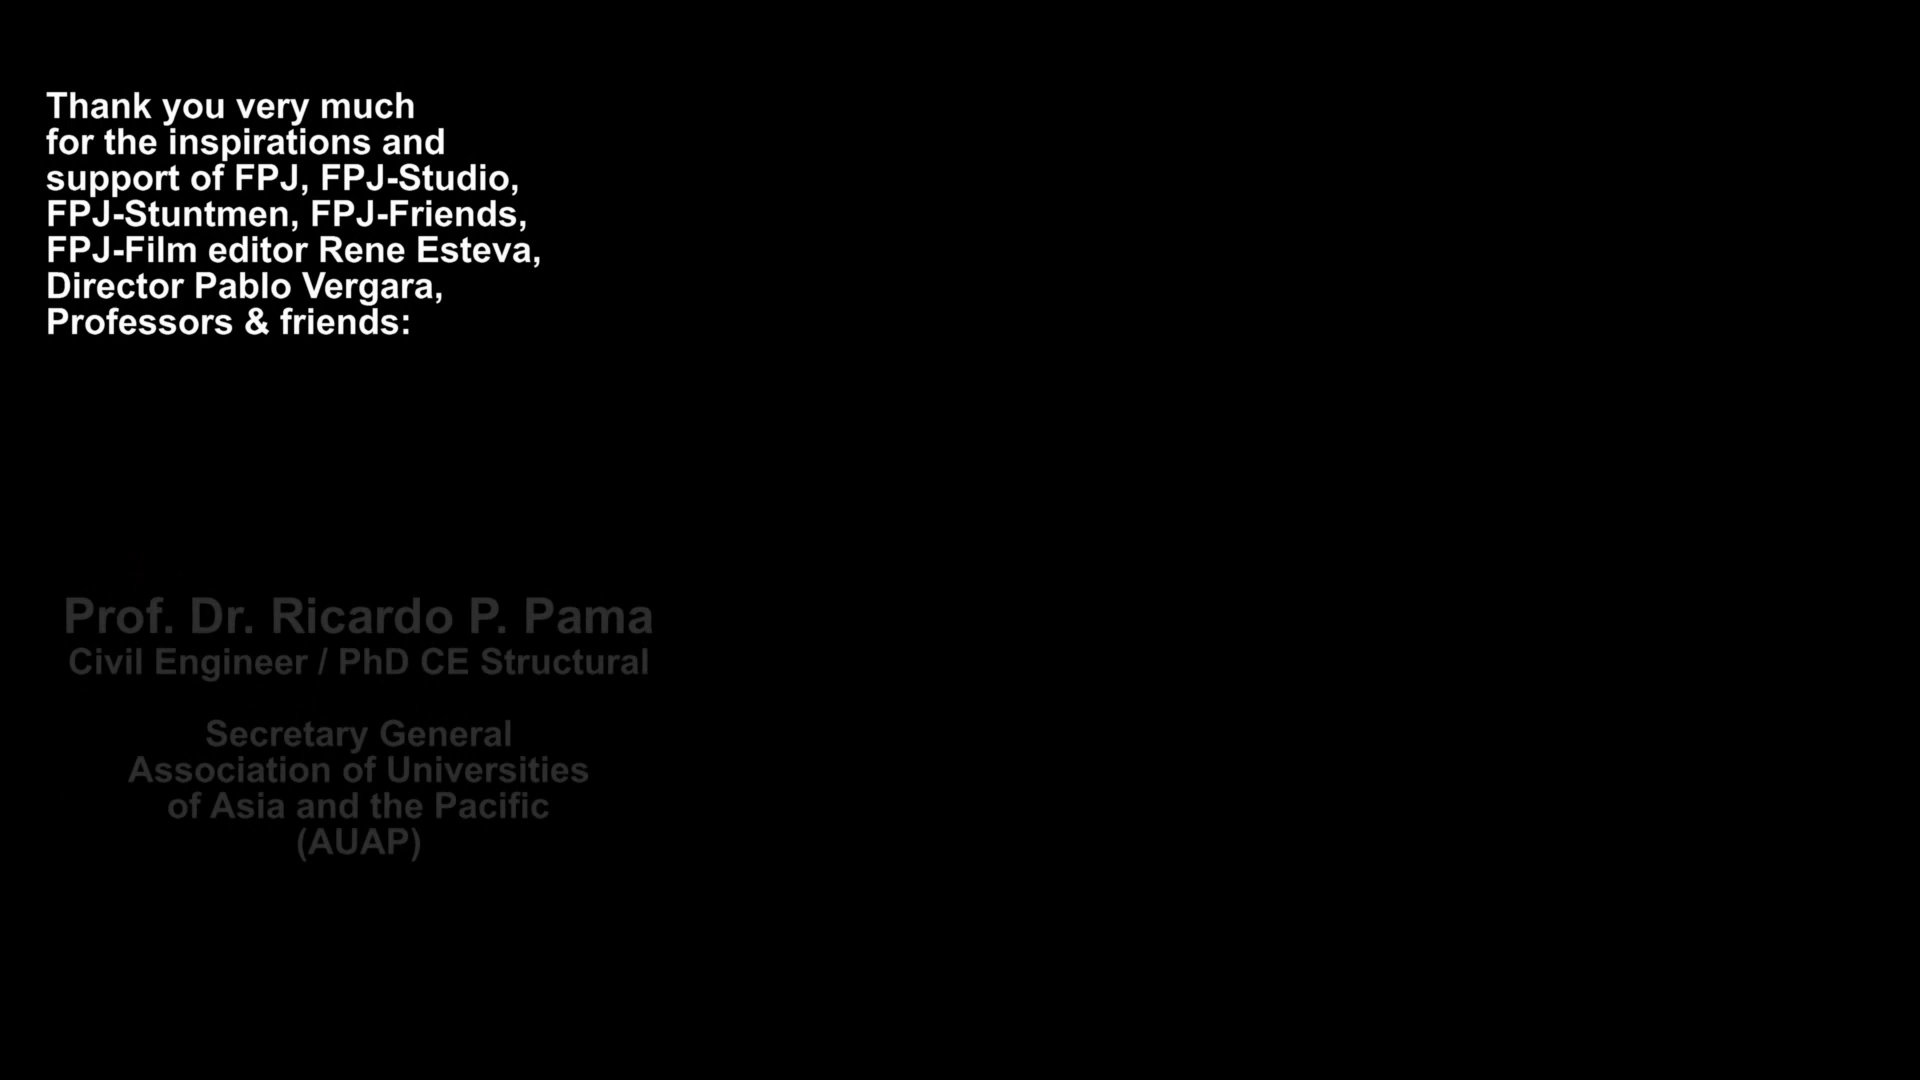 Thank you very much
for the inspirations and
support of FPJ, FPJ-Studio,
FPJ-Stuntmen, FPJ-Friends,
FPJ-Film editor Rene Esteva,
Director Pablo Vergara,
Professors & friends:
Prof. Dr. Ricardo P. Pama
Civil Engineer / PhD CE Structural
Secretary General
Association of Universities
of Asia and the Pacific
(AUAP)